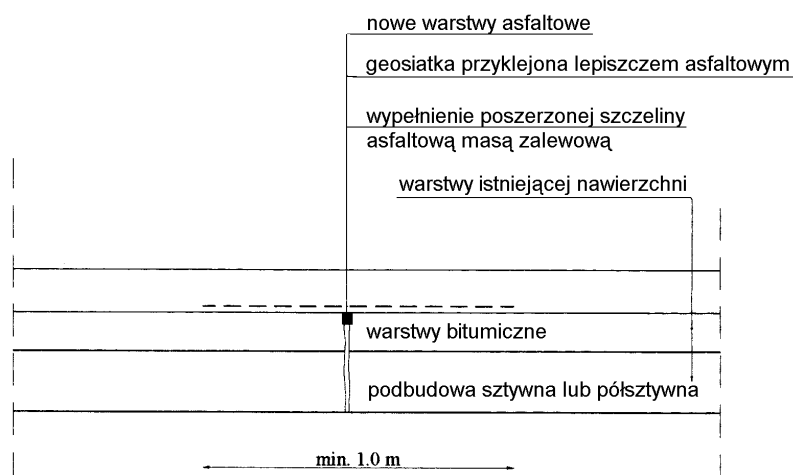 nowe warstwy asfaltowe
geosiatka przyklejona lepiszczem asfaltowym
wypełnienie poszerzonej szczeliny
asfaltową masą zalewową
warstwy istniejącej nawierzchni
warstwy bitumiczne
podbudowa sztywna lub półsztywna
min. 1.0 m